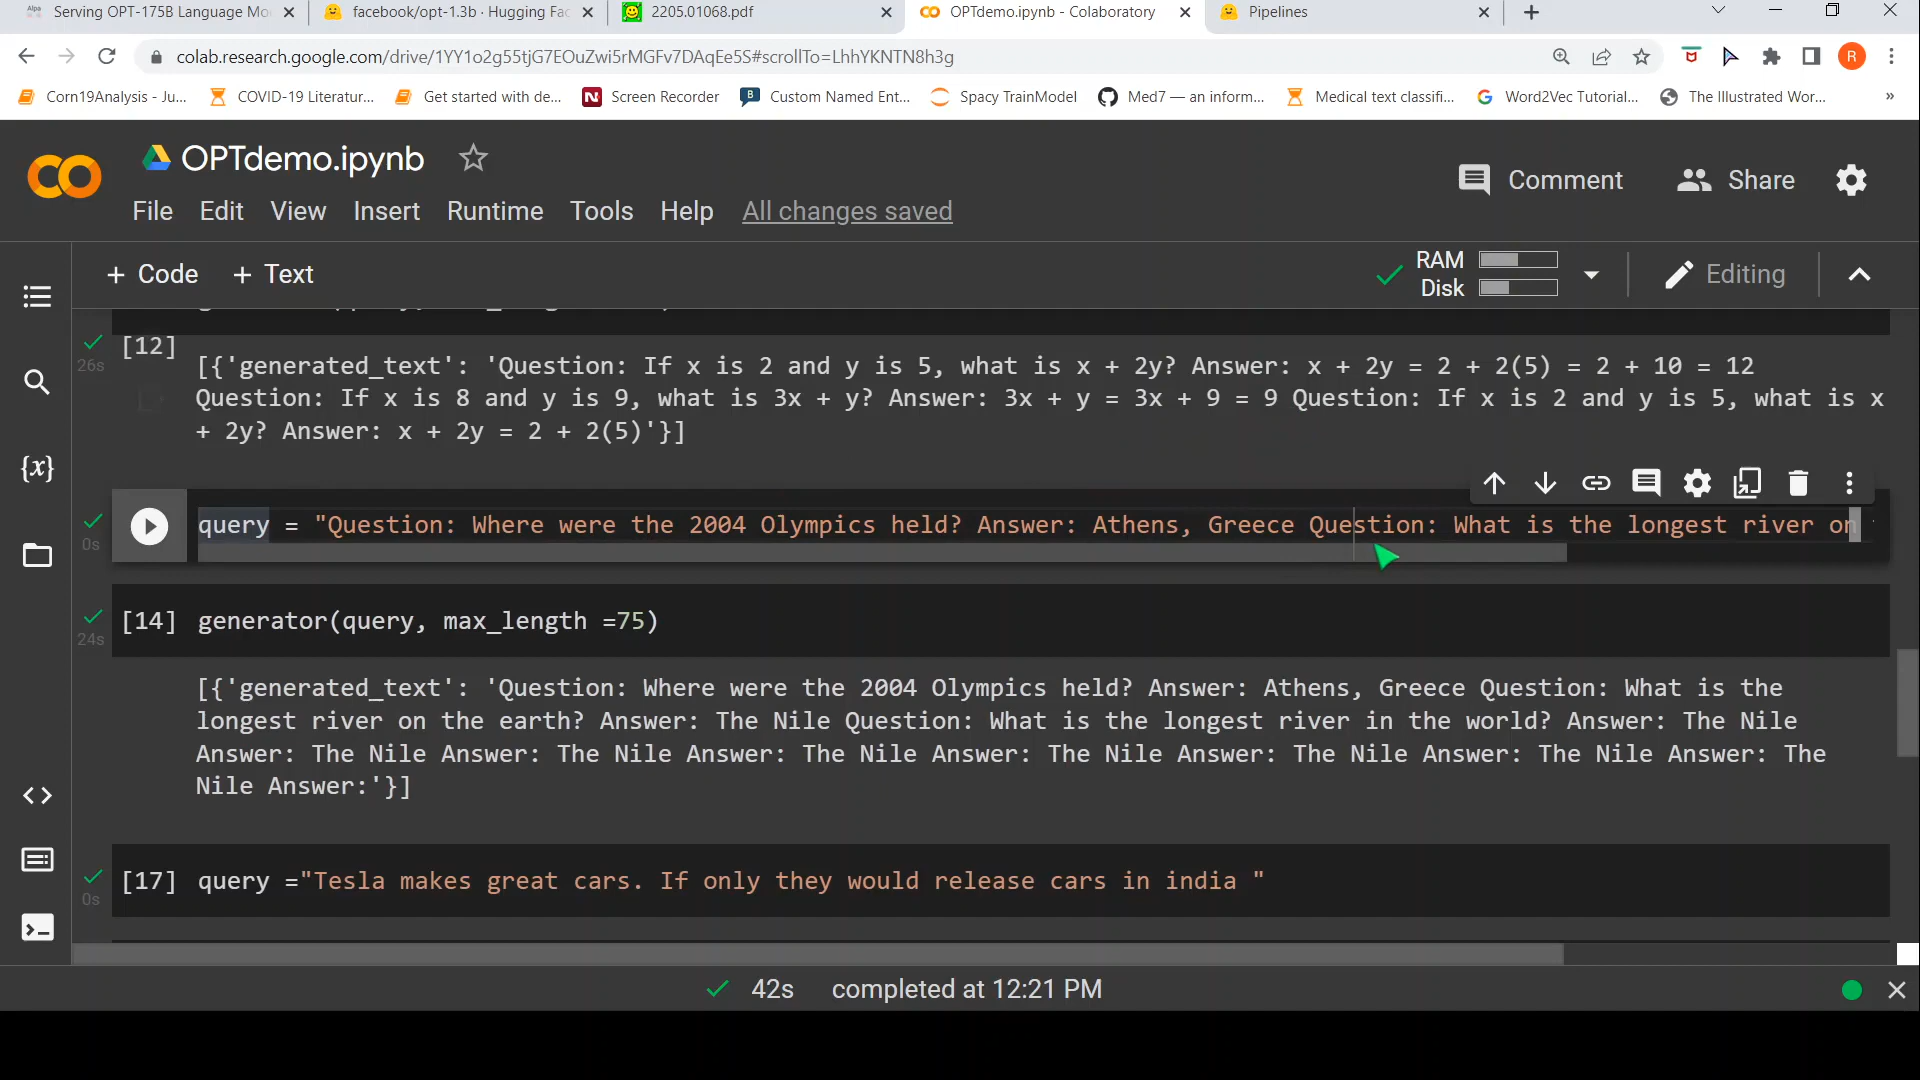 Serving OPT-175B Language Mo
facebook/opt-1.3b · Hugging Fac
2205.01068.pdf
OPTdemo.ipynb - Colaboratory
Pipelines
colab.research.google.com/drive/1YY1o2g55tjG7EOuZwi5rMGFv7DAqEe5S#scrollTo=LhhYKNTN8h3g
R
Corn19Analysis - Ju...
COVID-19 Literatur...
Get started with de...
Screen Recorder
Custom Named Ent...
Spacy TrainModel
Med7 — an inform...
Medical text classifi...
Word2Vec Tutorial...
The Illustrated Wor...
»
OPTdemo.ipynb
Comment
Share
File Edit View Insert Runtime Tools Help All changes saved
+ Code + Text
RAM
Disk
Editing
[12]
26s
[{'generated_text': 'Question: If x is 2 and y is 5, what is x + 2y? Answer: x + 2y = 2 + 2(5) = 2 + 10 = 12
Question: If x is 8 and y is 9, what is 3x + y? Answer: 3x + y = 3x + 9 = 9 Question: If x is 2 and y is 5, what is x
+ 2y? Answer: x + 2y = 2 + 2(5)'}]
query = "Question: Where were the 2004 Olympics held? Answer: Athens, Greece Question: What is the longest river on
0s
[14] generator(query, max_length =75)
24s
[{'generated_text': 'Question: Where were the 2004 Olympics held? Answer: Athens, Greece Question: What is the
longest river on the earth? Answer: The Nile Question: What is the longest river in the world? Answer: The Nile
Answer: The Nile Answer: The Nile Answer: The Nile Answer: The Nile Answer: The Nile Answer: The Nile Answer: The
Nile Answer:'}]
[17] query ="Tesla makes great cars. If only they would release cars in india "
0s
42s completed at 12:21 PM